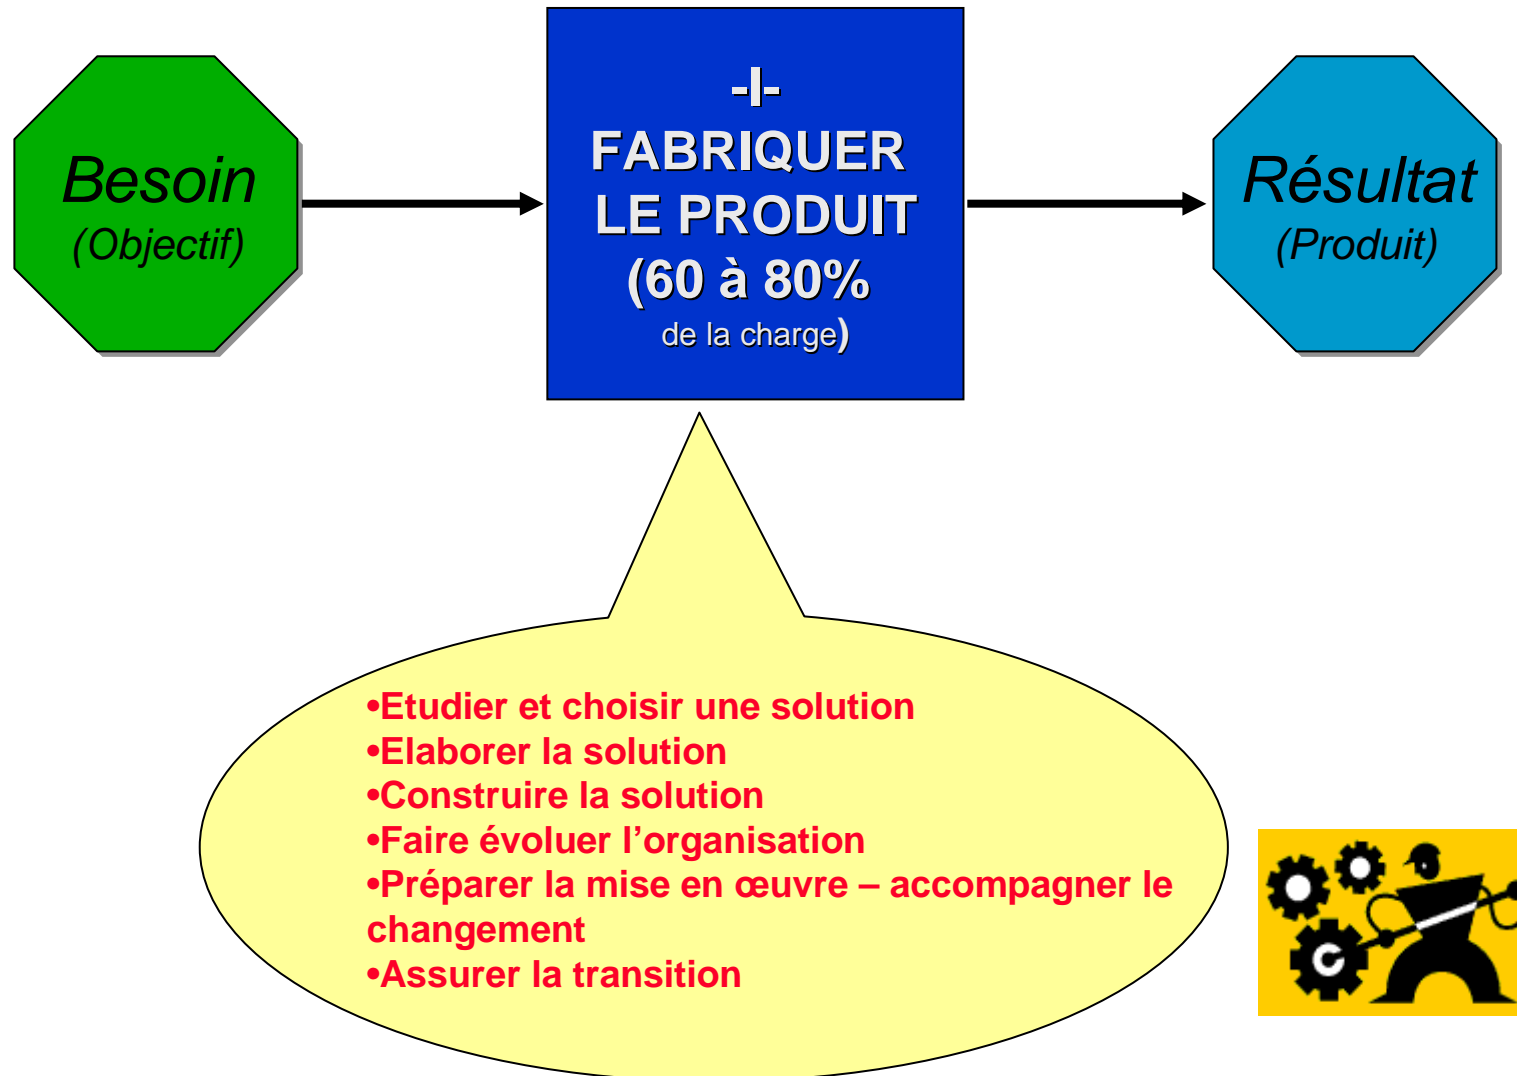 Besoin
(Objectif)
-I-
FABRIQUER
LE PRODUIT
(60 à 80%
de la charge)
Résultat
(Produit)
•Etudier et choisir une solution
•Elaborer la solution
•Construire la solution
•Faire évoluer l’organisation
•Préparer la mise en œuvre – accompagner le
changement
•Assurer la transition